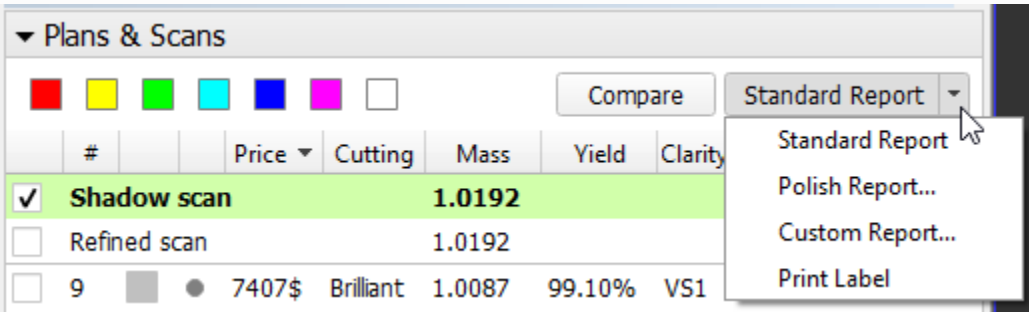 Plans & Scans
Compare
Standard Report
# Price Cutting Mass Yield Clarity
Standard Report
Polish Report...
Custom Report...
Print Label
Shadow scan 1.0192
Refined scan 1.0192
9 7407$ Brilliant 1.0087 99.10% VS1